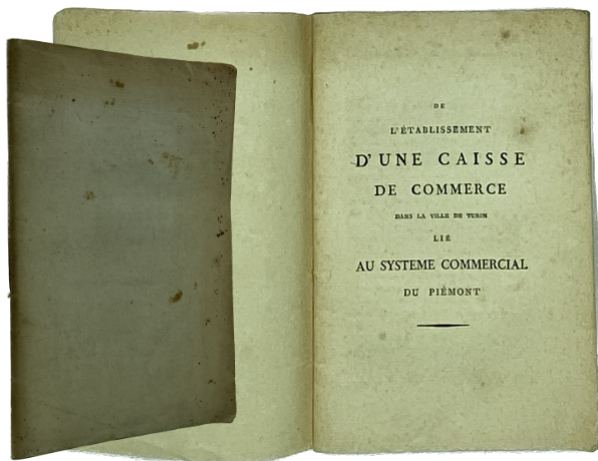 DE
L'ÉTABLISSEMENT
D'UNE CAISSE
DE COMMERCE
DANS LA VILLE DE TURIN
LIÉ
AU SYSTEME COMMERCIAL
DU PIÉMONT